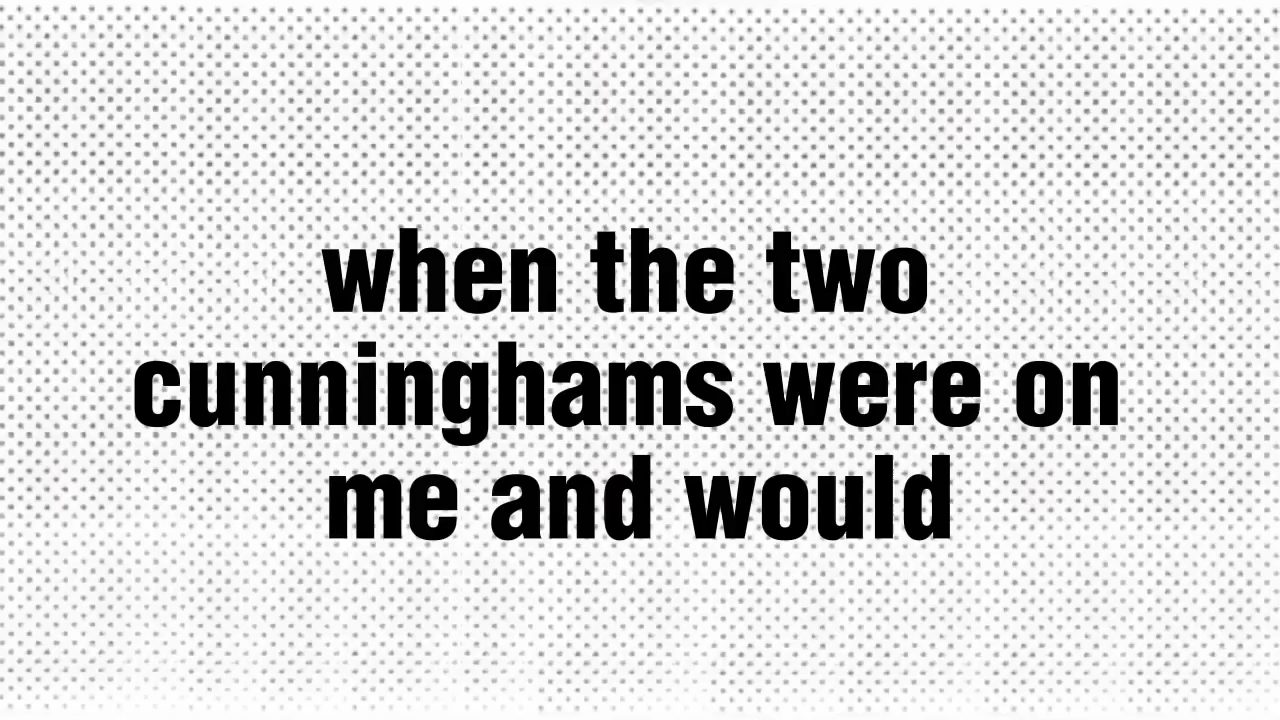 when the two
cunninghams were on
me and would